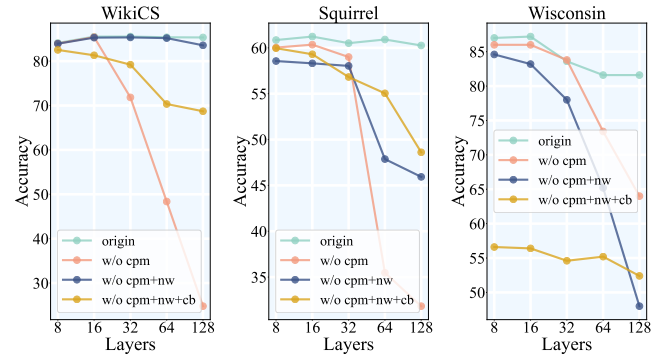 WikiCS
Accuracy
80
70
60
50
40
30
origin
w/o cpm
w/o cpm+nw
w/o cpm+nw+cb
8 16 32 64 128
Layers
Squirrel
Accuracy
60
55
50
45
40
35
origin
w/o cpm
w/o cpm+nw
w/o cpm+nw+cb
8 16 32 64 128
Layers
Wisconsin
Accuracy
85
80
75
70
65
60
55
50
origin
w/o cpm
w/o cpm+nw
w/o cpm+nw+cb
8 16 32 64 128
Layers